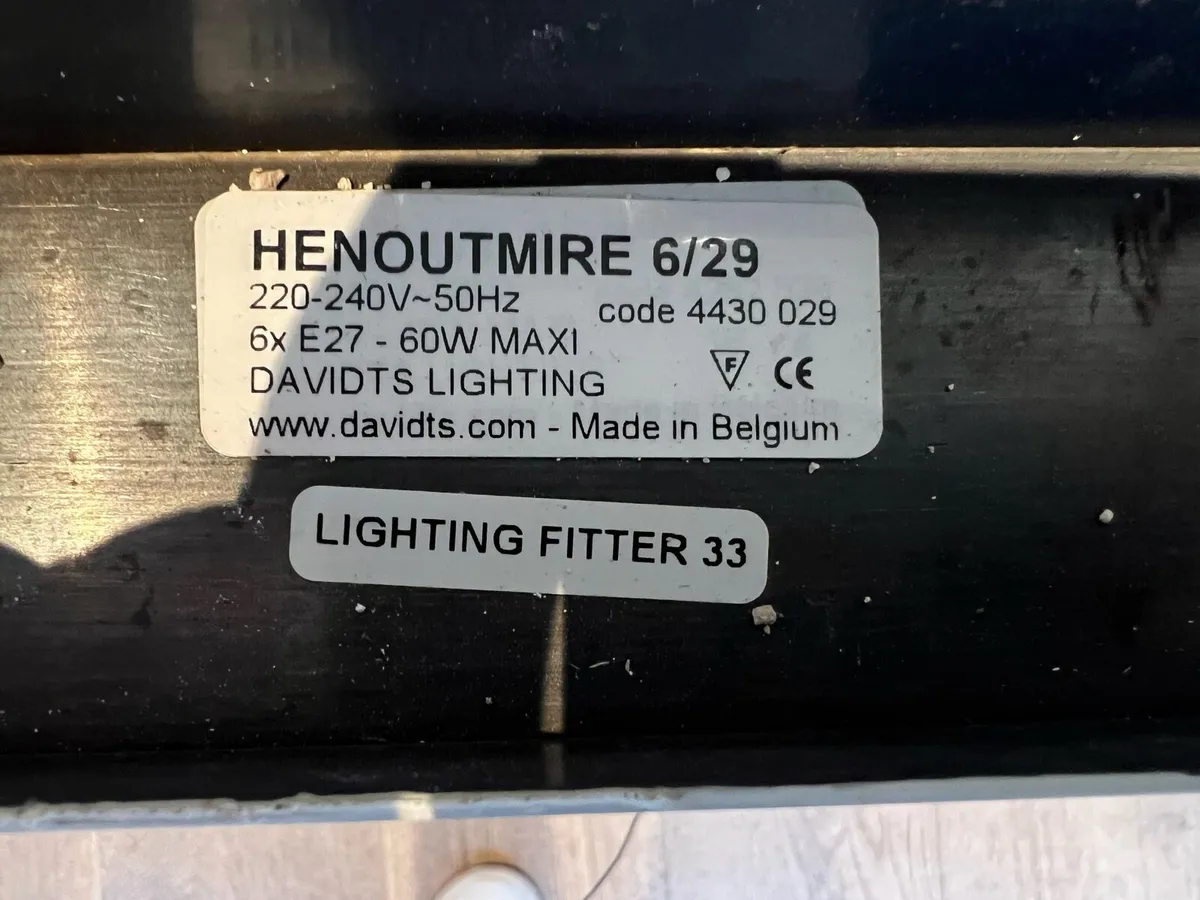 HENOUTMIRE 6/29
220-240V~50Hz code 4430 029
6x E27 - 60W MAXI
F CE
DAVIDTS LIGHTING
www.davidts.com - Made in Belgium
LIGHTING FITTER 33